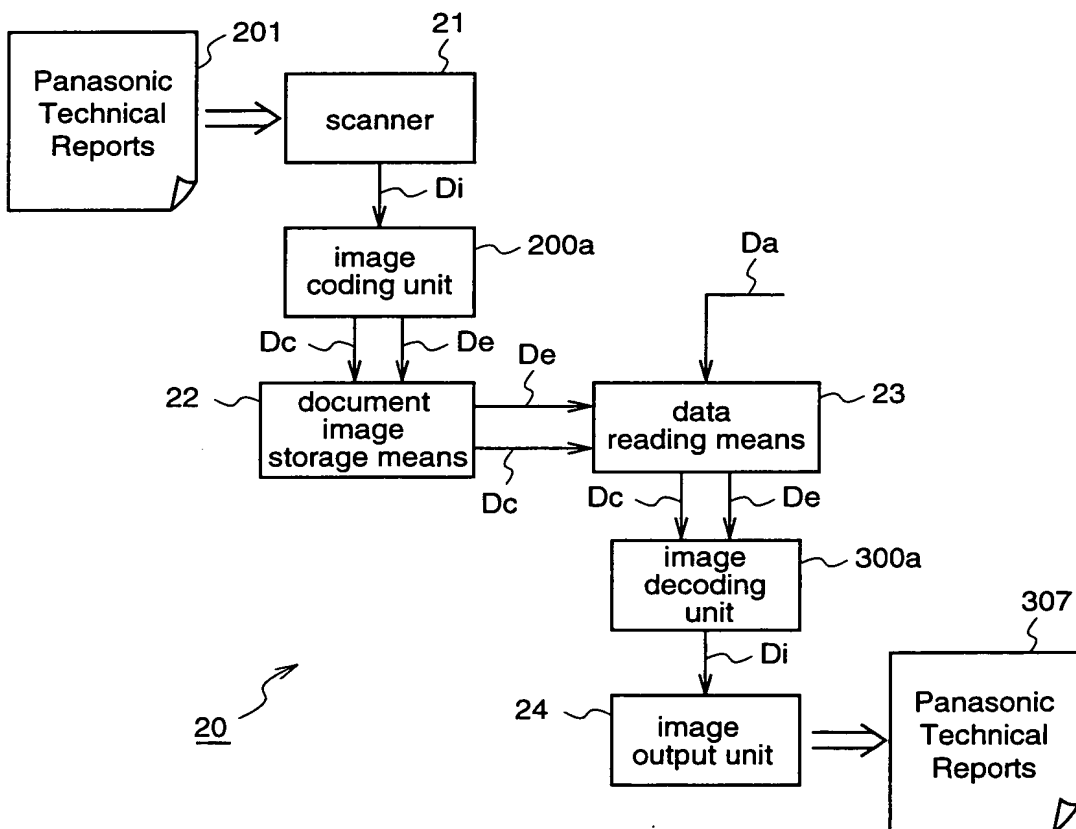 201
Panasonic
Technical
Reports
21
scanner
Di
200a
image
coding unit
Da
Dc
De
De
22
document
image
storage means
23
data
reading means
Dc
Dc
De
300a
image
decoding
unit
307
Di
20
24
image
output unit
Panasonic
Technical
Reports